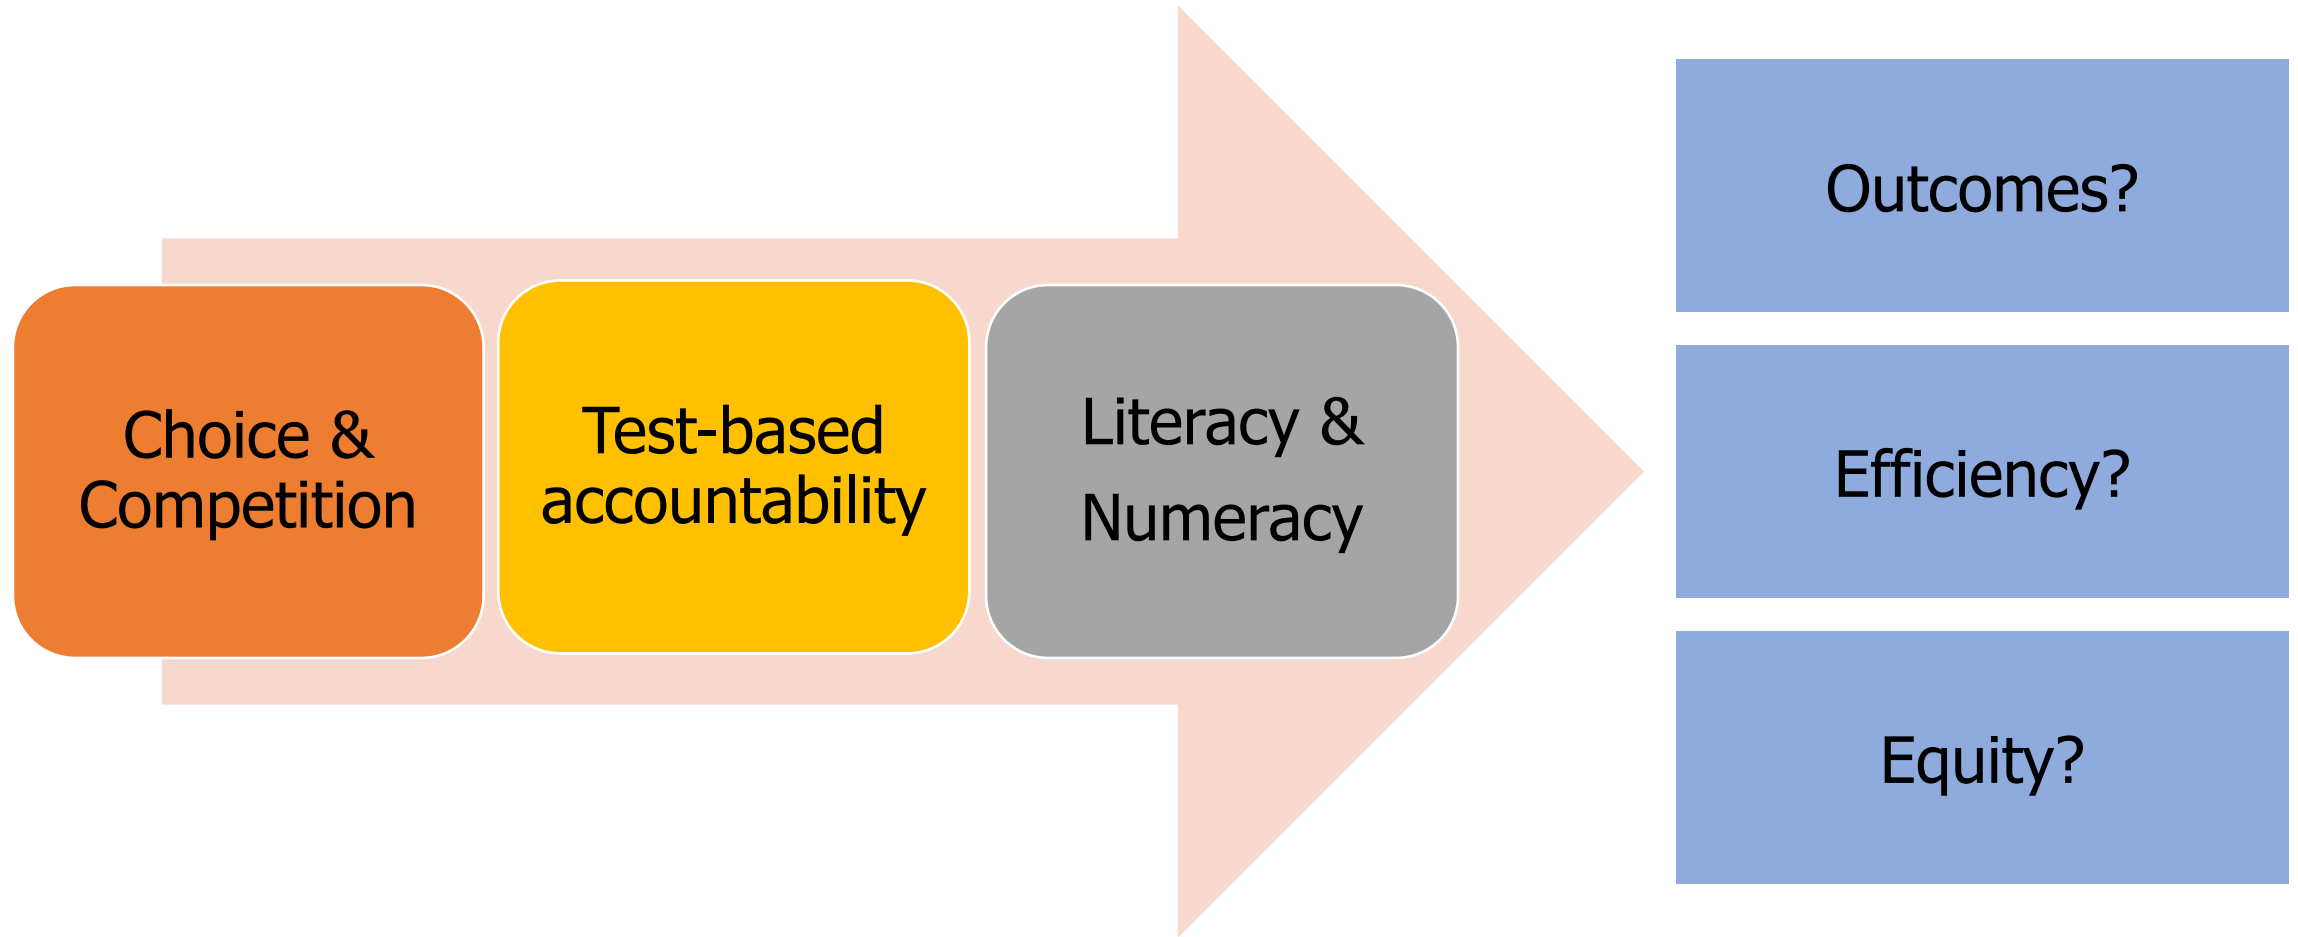 Choice &
Competition
Test-based
accountability
Literacy &
Numeracy
Outcomes?
Efficiency?
Equity?